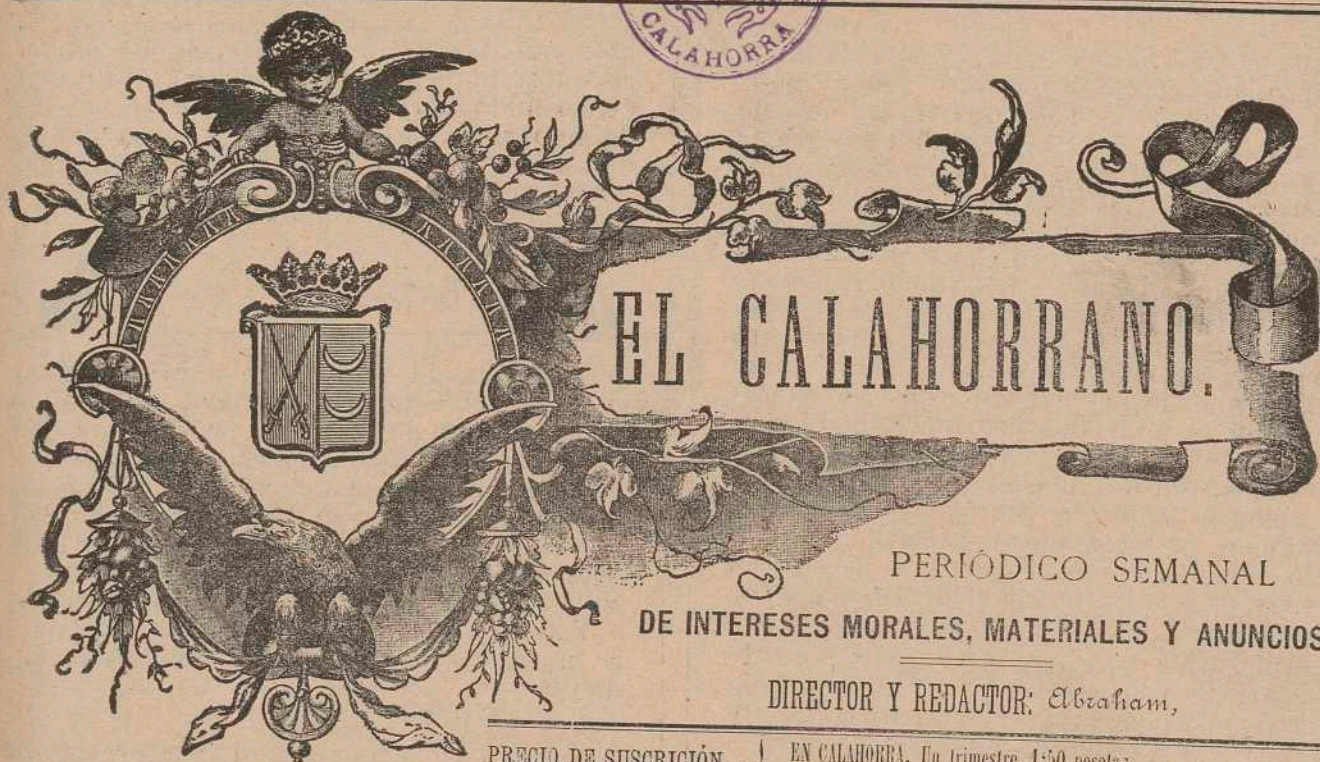 CALAHORRA
EL CALAHORRANO.
PERIÓDICO SEMANAL
DE INTERESES MORALES, MATERIALES Y ANUNCIOS
DIRECTOR Y REDACTOR: Abraham,
PRECIO DE SUSCRICIÓN
EN CALAHORRA. Un trimestre 1'50 pesetas